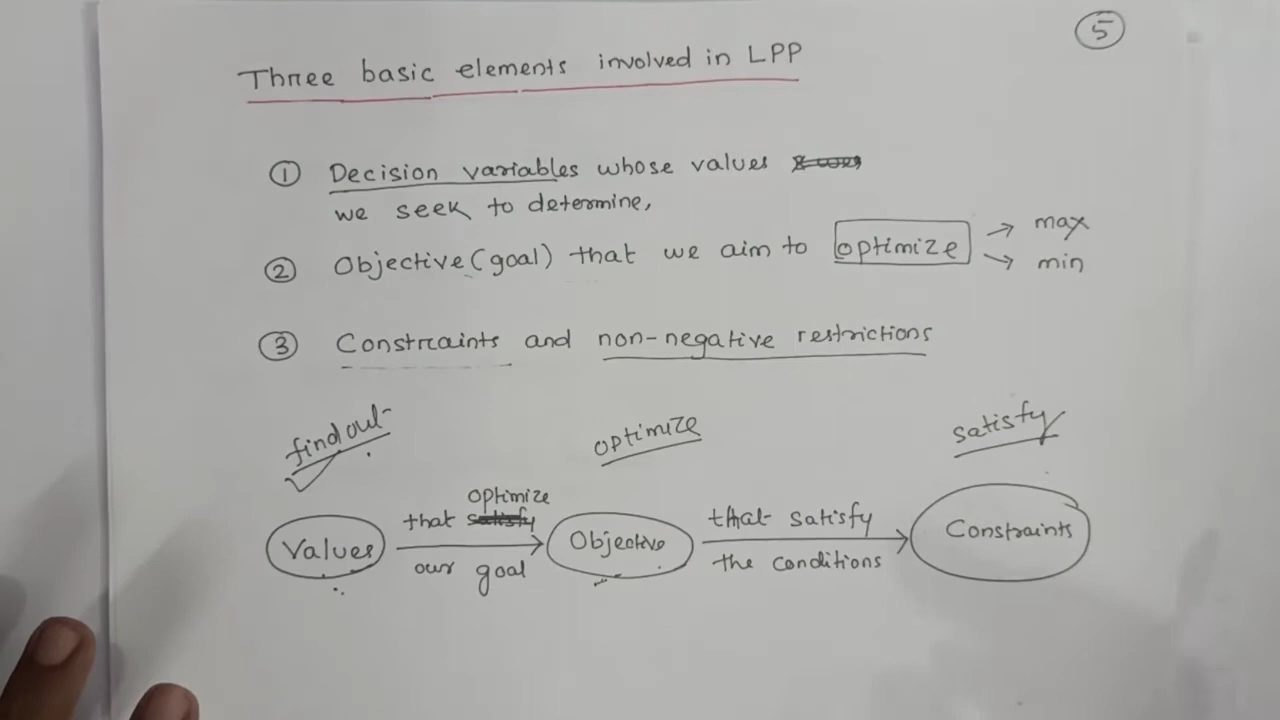 5
Three basic elements involved in LPP
1 Decision variables whose values
we seek to determine,
2 Objective (goal) that we aim to optimize → max
→ min
3 Constraints and non-negative restrictions
find out optimize satisfy
optimize
that satisfy that satisfy
Values Objective Constraints
our goal the conditions